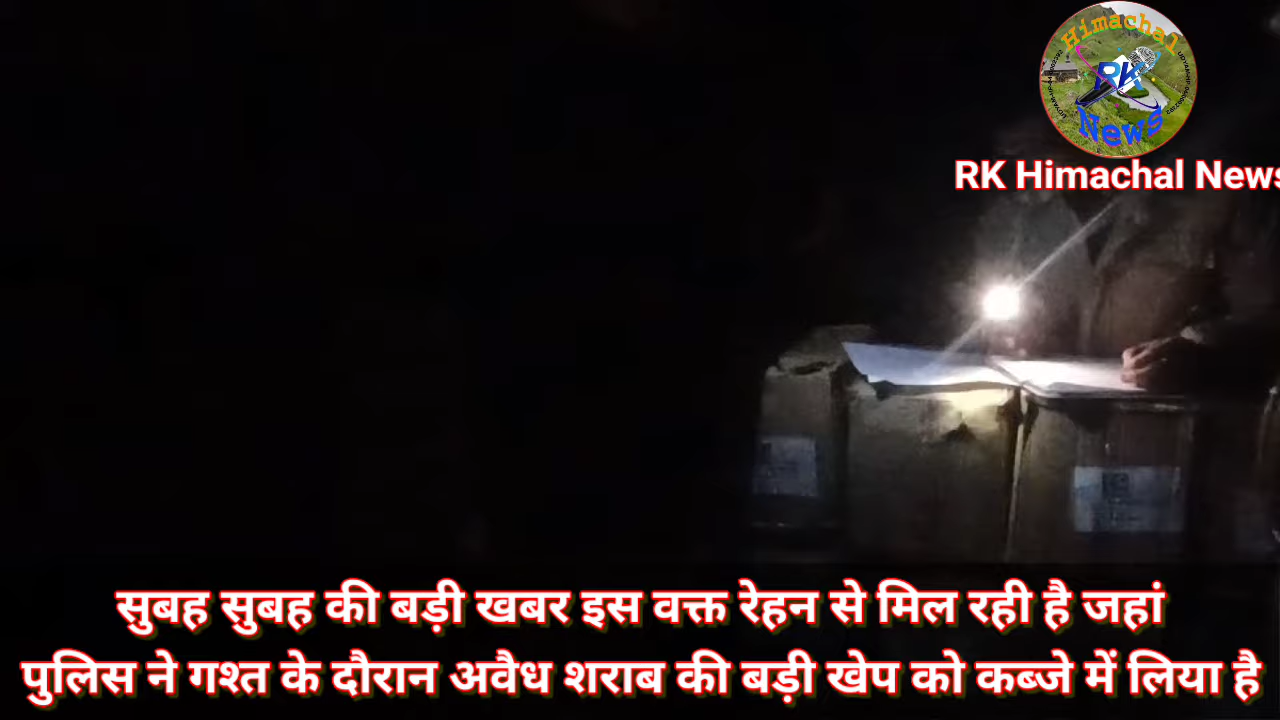 Himachal
RK
News
RK Himachal News
सुबह सुबह की बड़ी खबर इस वक्त रेहन से मिल रही है जहां
पुलिस ने गश्त के दौरान अवैध शराब की बड़ी खेप को कब्जे में लिया है